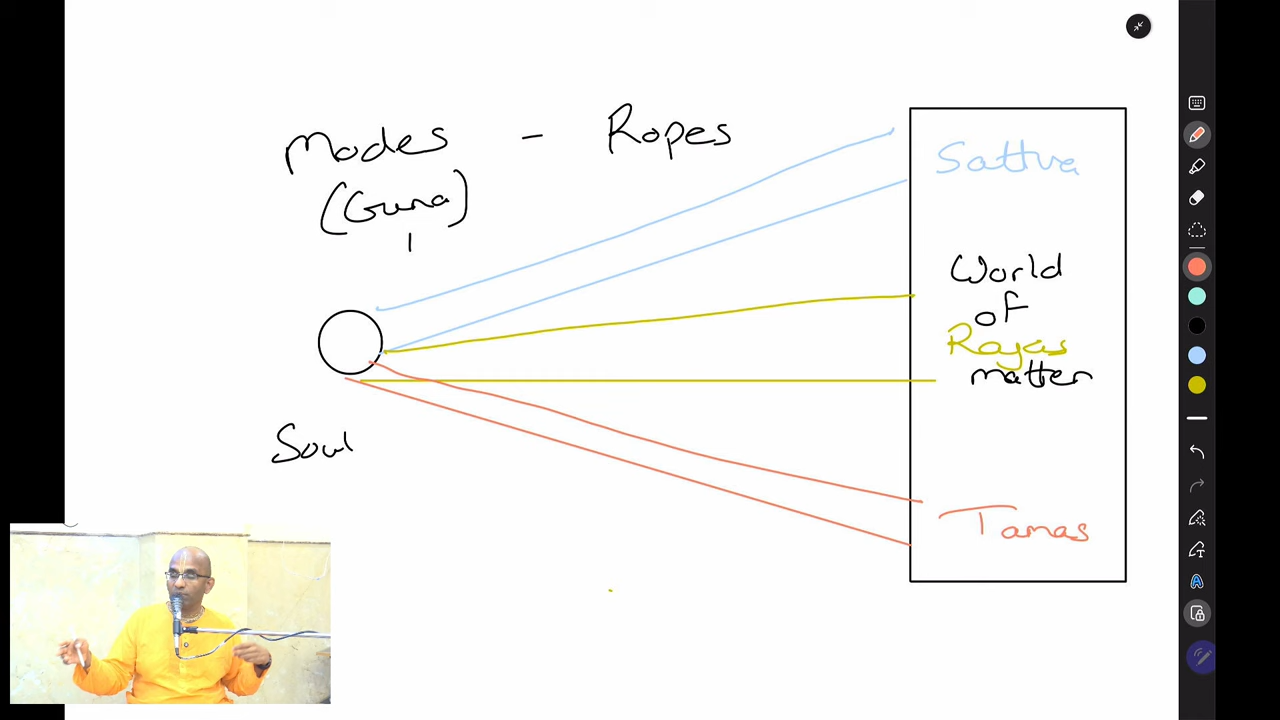 Modes - Ropes
(Guna)
Soul
Sattva
World
of
Rajas
matter
Tamas